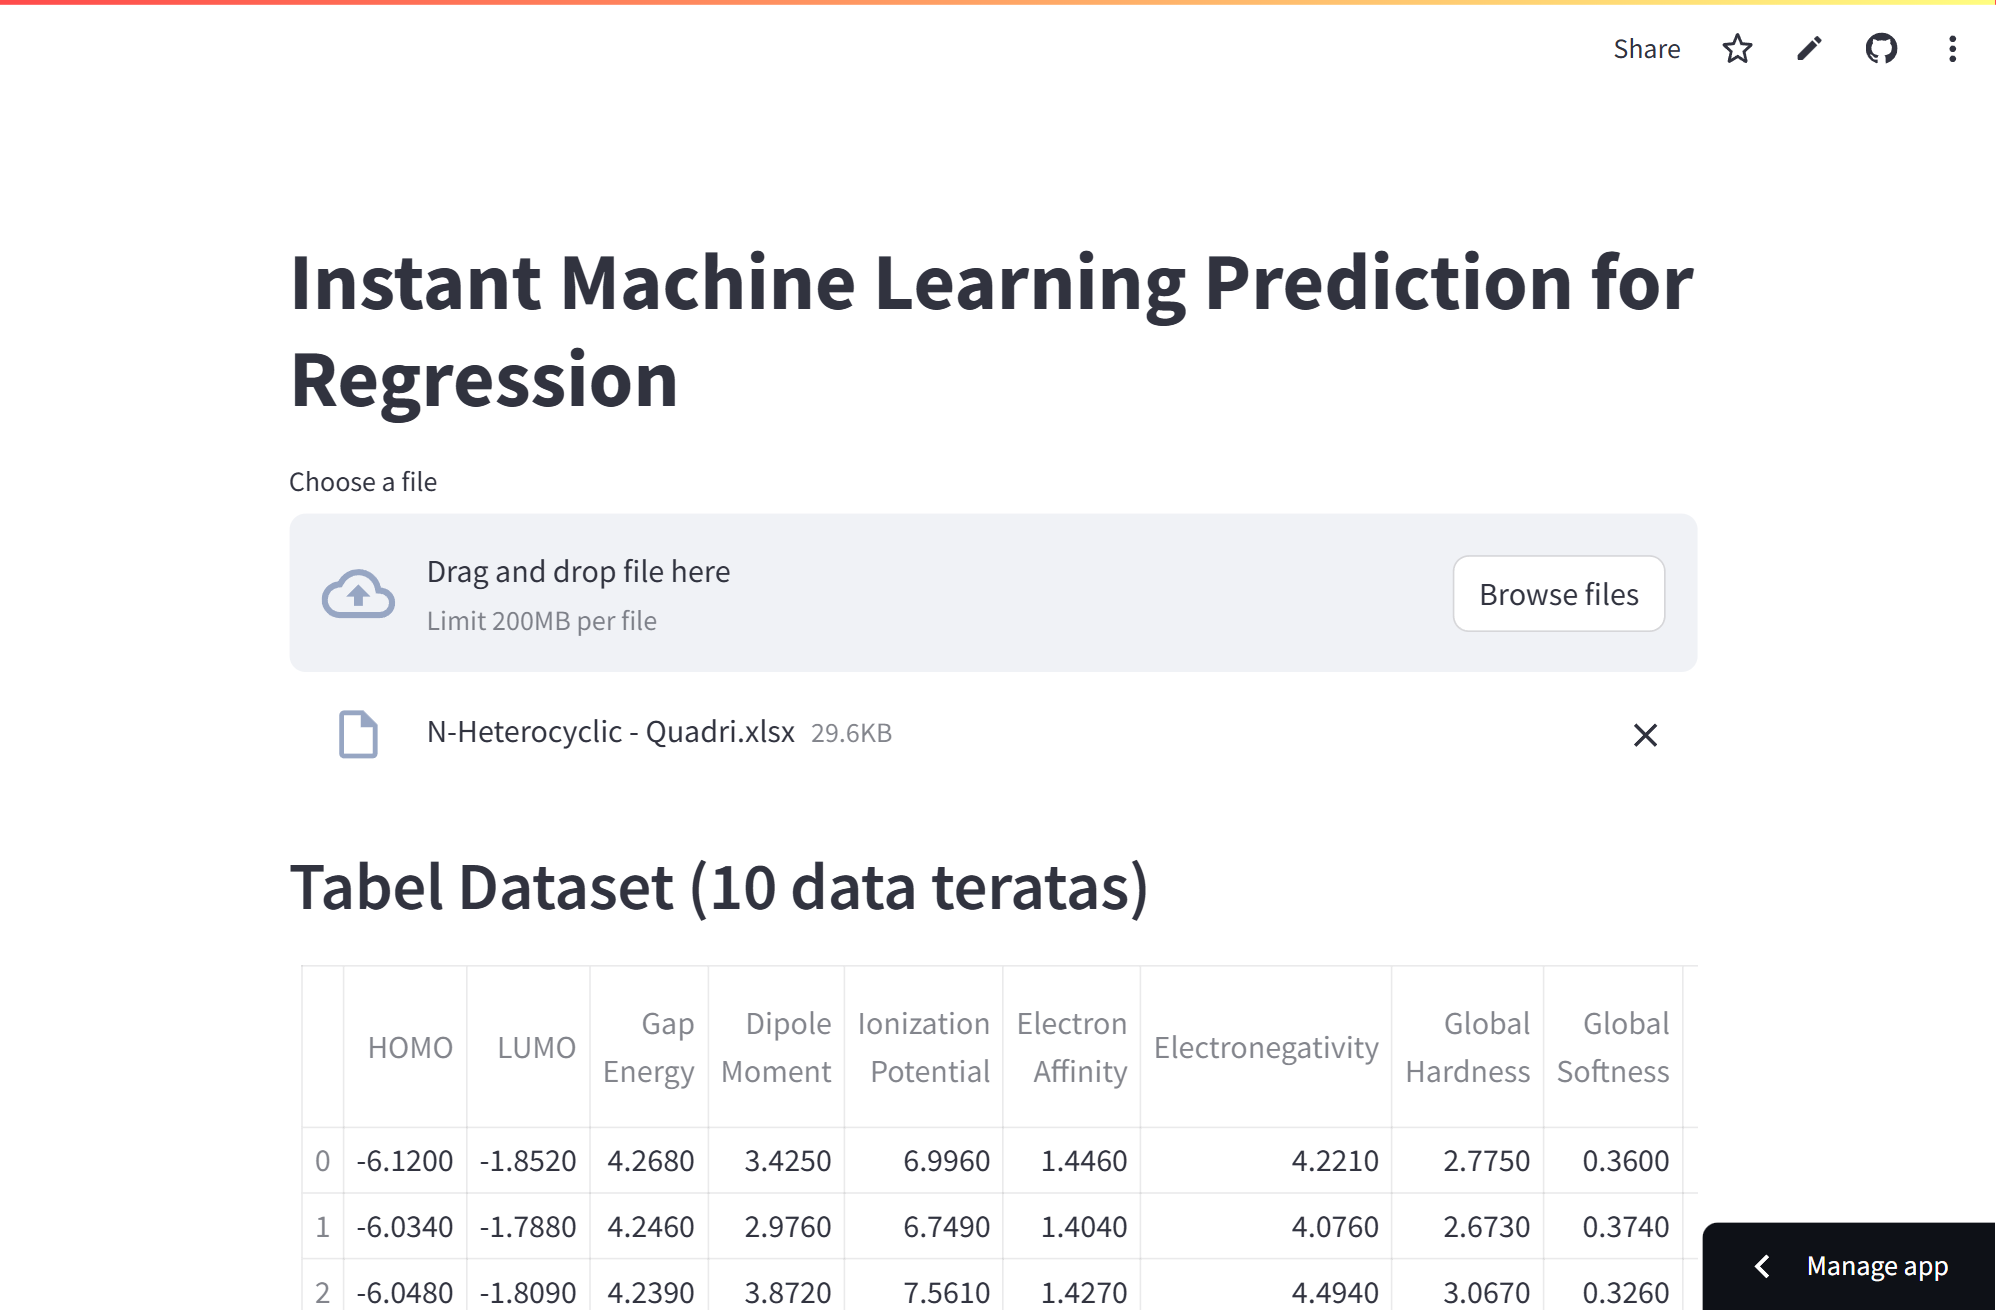 Share
Instant Machine Learning Prediction for
Regression
Choose a file
Drag and drop file here
Limit 200MB per file
Browse files
N-Heterocyclic - Quadri.xlsx 29.6KB
Tabel Dataset (10 data teratas)
HOMO LUMO Gap Energy Dipole Moment Ionization Potential Electron Affinity Electronegativity Global Hardness Global Softness
0 -6.1200 -1.8520 4.2680 3.4250 6.9960 1.4460 4.2210 2.7750 0.3600
1 -6.0340 -1.7880 4.2460 2.9760 6.7490 1.4040 4.0760 2.6730 0.3740
2 -6.0480 -1.8090 4.2390 3.8720 7.5610 1.4270 4.4940 3.0670 0.3260
Manage app